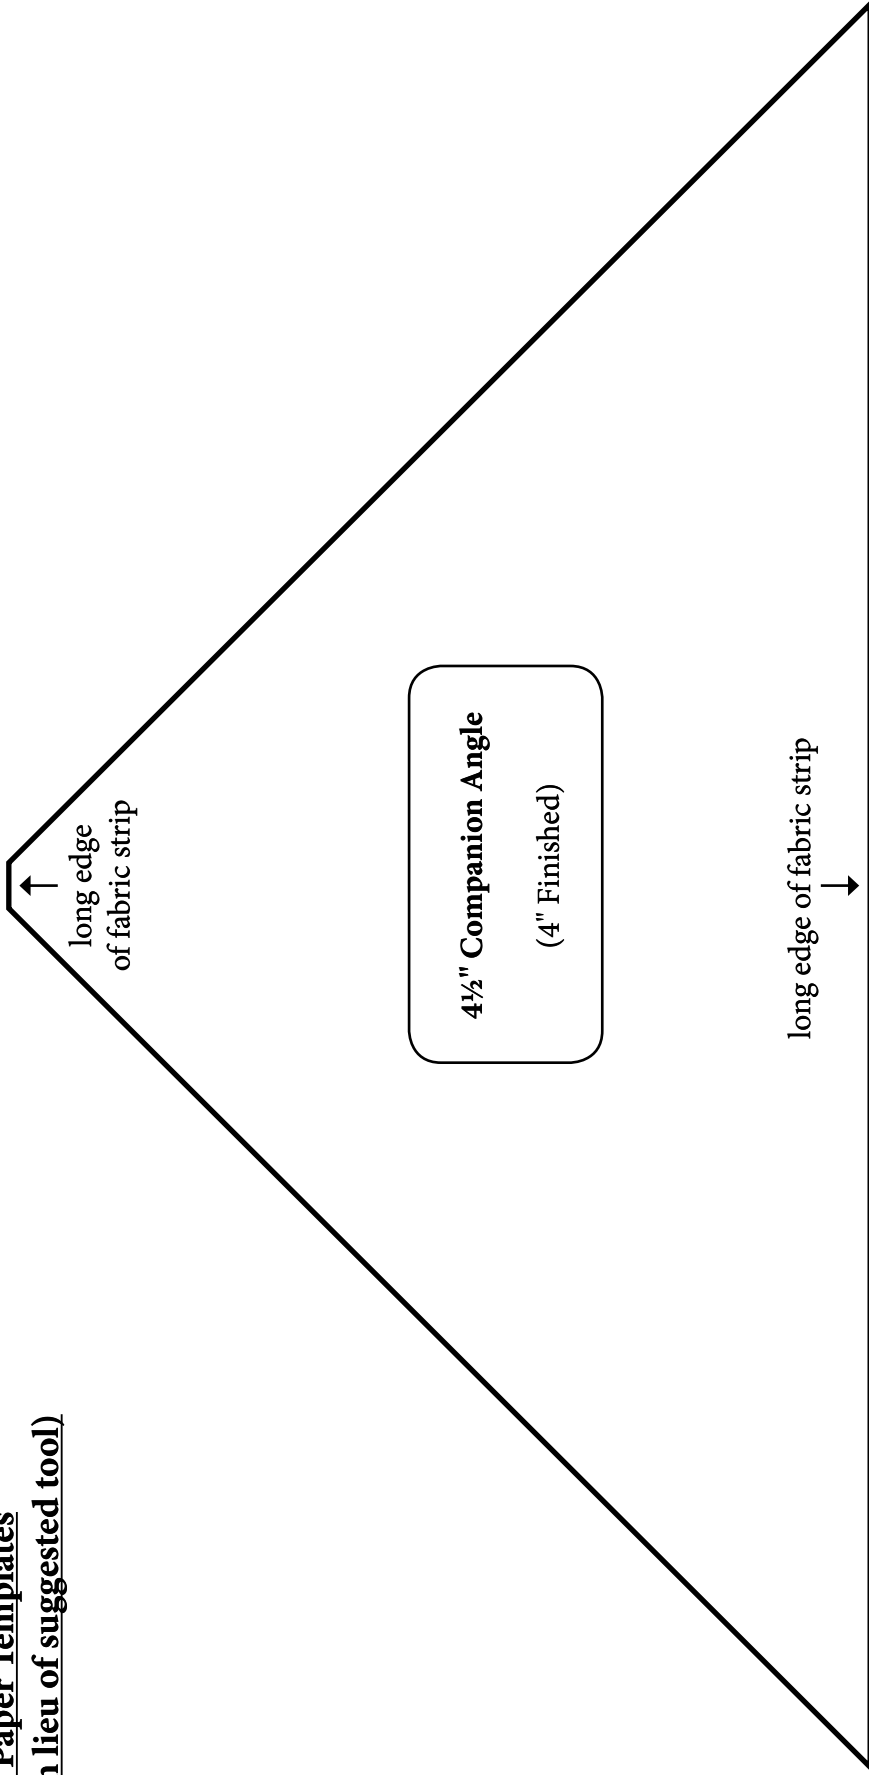 Paper Templates
lieu of suggested tool)
long edge
of fabric strip
4½" Companion Angle
(4" Finished)
long edge of fabric strip